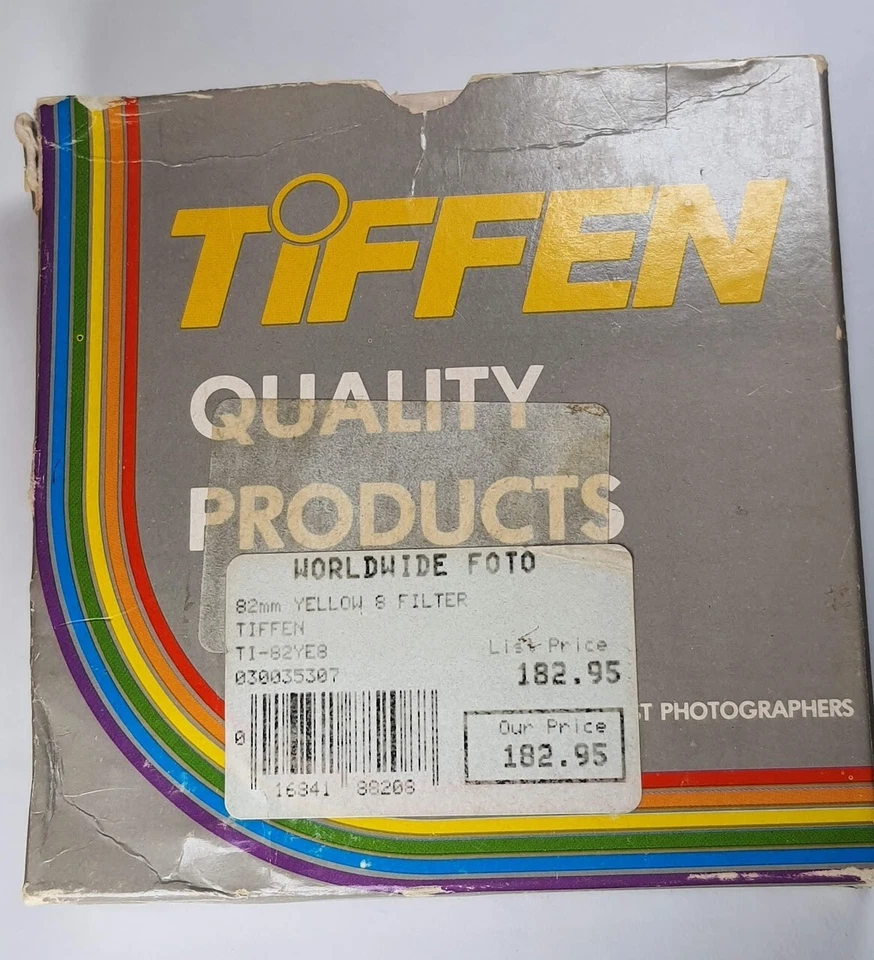 TiFFEN
QUALITY
PRODUCTS
WORLDWIDE FOTO
82mm YELLOW 8 FILTER
TIFFEN
TI-82YE8
List Price
030035307
182.95
ST PHOTOGRAPHERS
Our Price
182.95
0
16841 88208